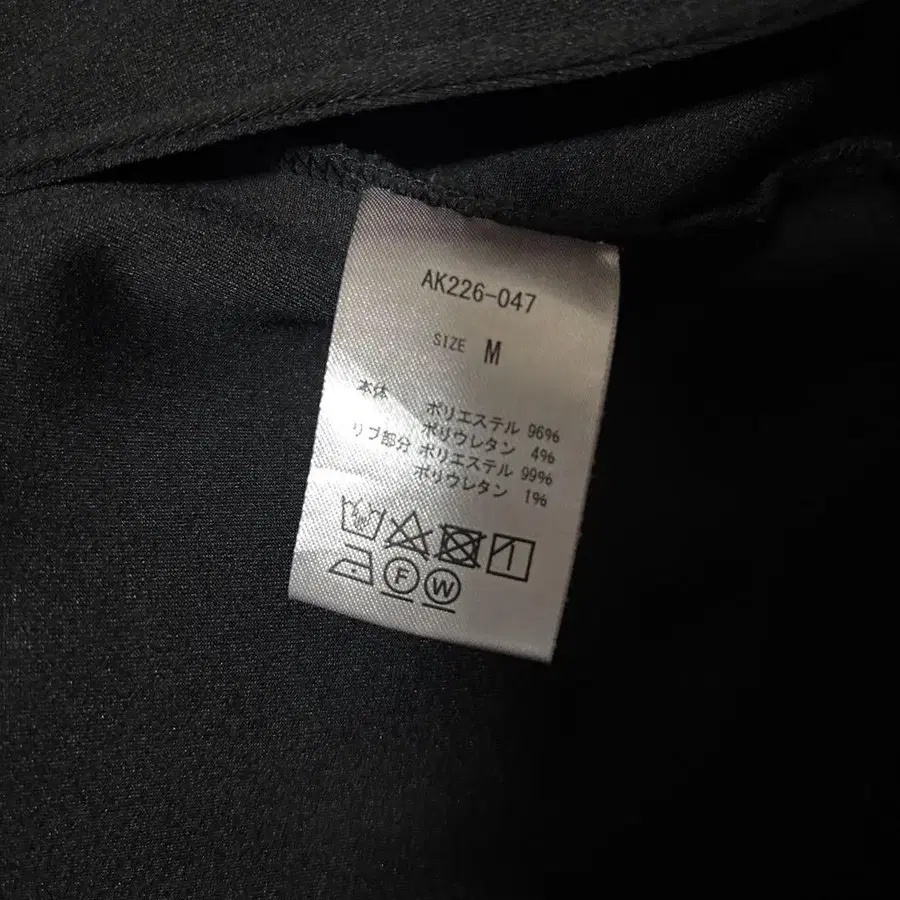 AK226-047
SIZE M
本体 ポリエステル 96%
ポリウレタン 4%
リブ部分 ポリエステル 99%
ポリウレタン 1%
F W